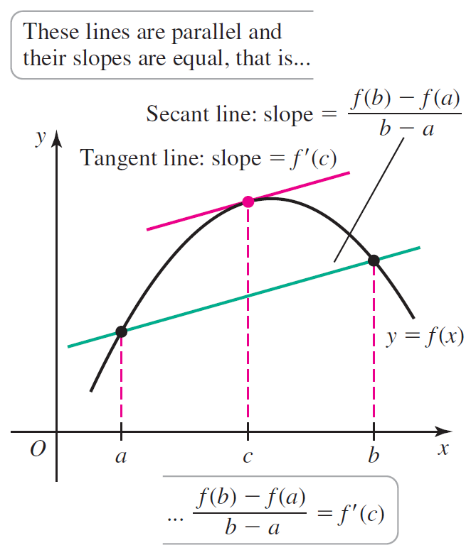 These lines are parallel and
their slopes are equal, that is...
Secant line: slope = f(b) − f(a) / b − a
y
Tangent line: slope = f′(c)
y = f(x)
O
a
c
b
x
... f(b) − f(a) / b − a = f′(c)